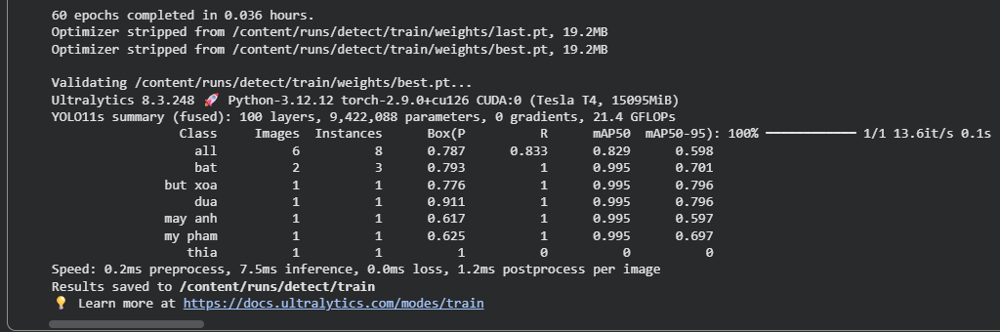 60 epochs completed in 0.036 hours.
Optimizer stripped from /content/runs/detect/train/weights/last.pt, 19.2MB
Optimizer stripped from /content/runs/detect/train/weights/best.pt, 19.2MB
Validating /content/runs/detect/train/weights/best.pt...
Ultralytics 8.3.248 🚀 Python-3.12.12 torch-2.9.0+cu126 CUDA:0 (Tesla T4, 15095MiB)
YOLO11s summary (fused): 100 layers, 9,422,088 parameters, 0 gradients, 21.4 GFLOPs
Class Images Instances Box(P R mAP50 mAP50-95): 100% ━━━━━━━━━━━━ 1/1 13.6it/s 0.1s
all 6 8 0.787 0.833 0.829 0.598
bat 2 3 0.793 1 0.995 0.701
but xoa 1 1 0.776 1 0.995 0.796
dua 1 1 0.911 1 0.995 0.796
may anh 1 1 0.617 1 0.995 0.597
my pham 1 1 0.625 1 0.995 0.697
thia 1 1 1 0 0 0
Speed: 0.2ms preprocess, 7.5ms inference, 0.0ms loss, 1.2ms postprocess per image
Results saved to /content/runs/detect/train
💡 Learn more at https://docs.ultralytics.com/modes/train